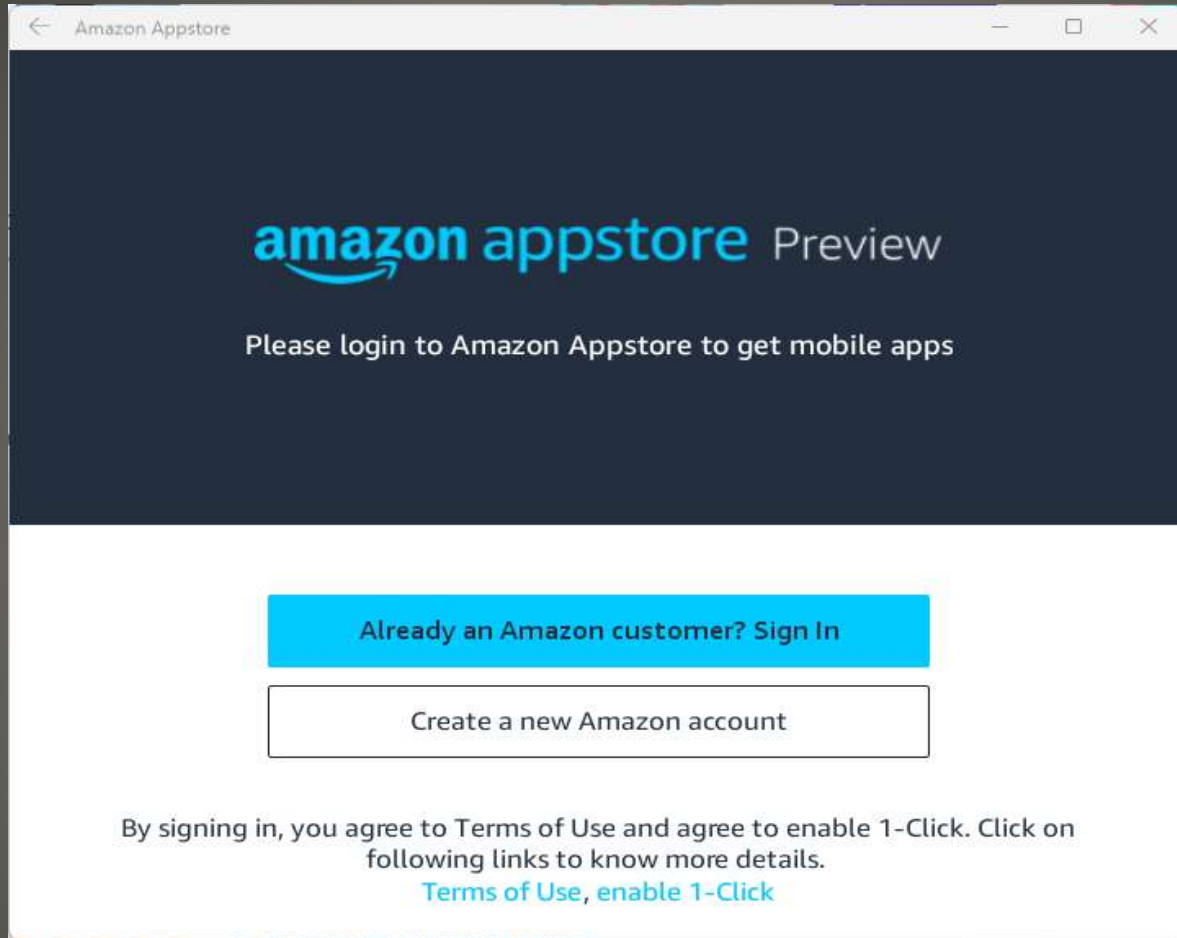 Amazon Appstore
amazon appstore Preview
Please login to Amazon Appstore to get mobile apps
Already an Amazon customer? Sign In
Create a new Amazon account
By signing in, you agree to Terms of Use and agree to enable 1-Click. Click on
following links to know more details.
Terms of Use, enable 1-Click